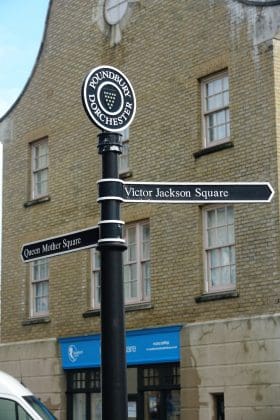 POUNDBURY
DORCHESTER
Victor Jackson Square
Queen Mother Square